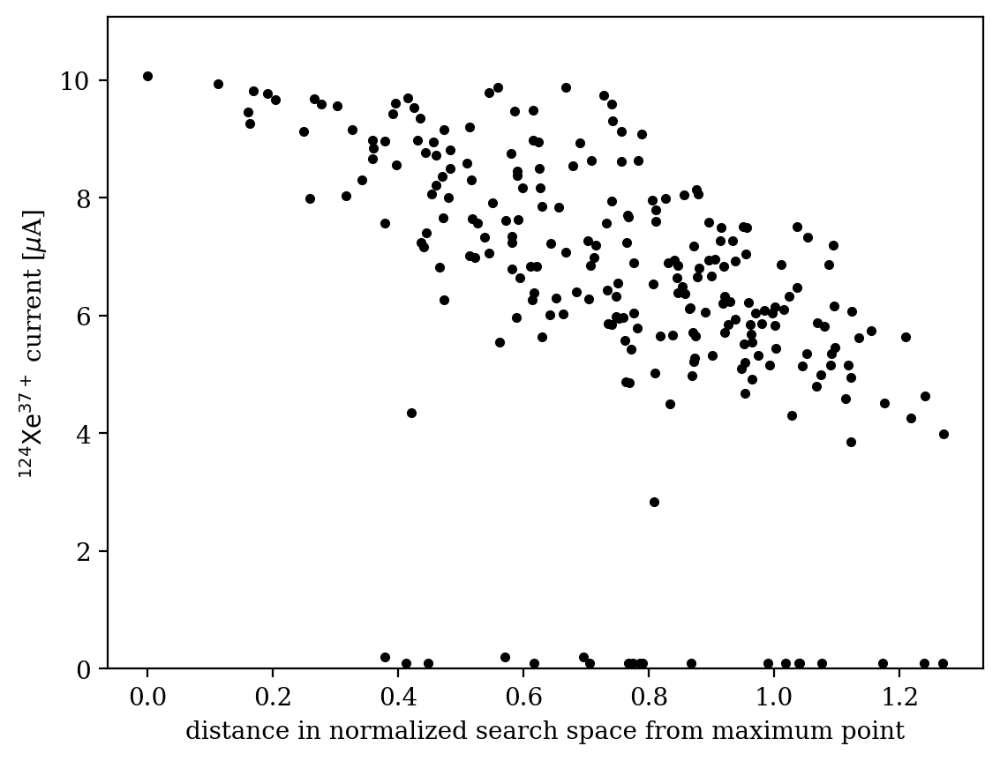 ¹²⁴Xe³⁷⁺ current [μA]
10
8
6
4
2
0
0.0 0.2 0.4 0.6 0.8 1.0 1.2
distance in normalized search space from maximum point